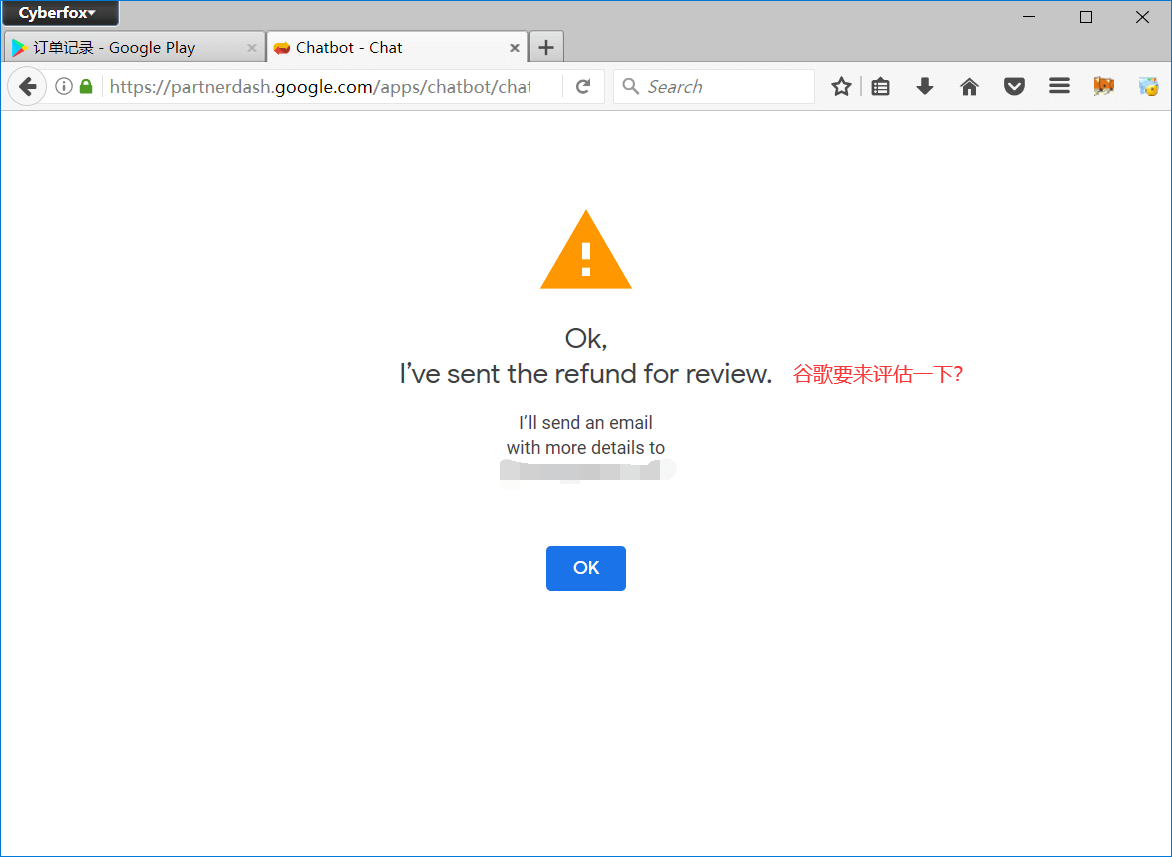 Cyberfox
订单记录 - Google Play
Chatbot - Chat
https://partnerdash.google.com/apps/chatbot/chat
Search
Ok,
I’ve sent the refund for review. 谷歌要来评估一下？
I’ll send an email
with more details to
OK